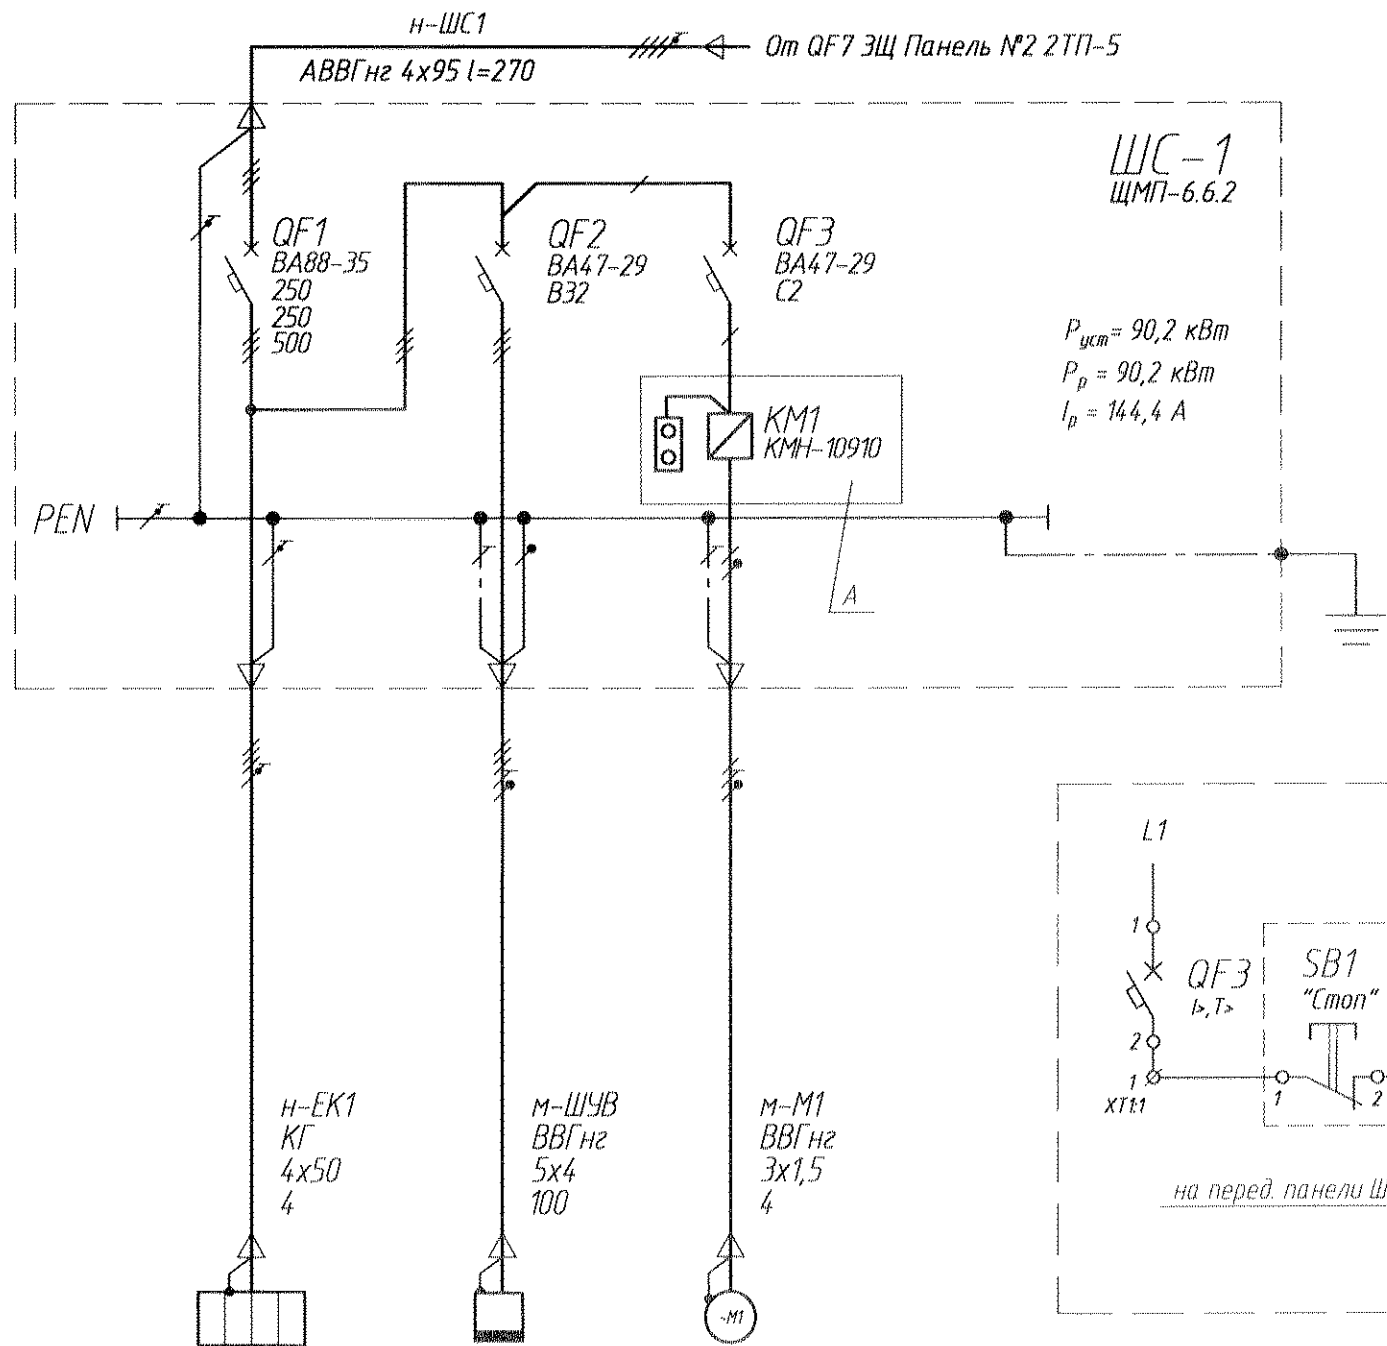 н-ШС1
АВВГнг 4х95 l=270
От QF7 ЭЩ Панель №2 2ТП-5
ШС-1
ЩМП-6.6.2
QF1
ВА88-35
250
250
500
QF2
ВА47-29
В32
QF3
ВА47-29
С2
Pуст= 90,2 кВт
Pр = 90,2 кВт
Iр = 144,4 А
КМ1
КМН-10910
PEN
А
L1
1
QF3
I>,T>
2
1
XT1:1
SB1
"Стоп"
1
2
на перед. панели Ш
н-ЕК1
КГ
4х50
4
м-ШУВ
ВВГнг
5х4
100
м-М1
ВВГнг
3х1,5
4
~М1